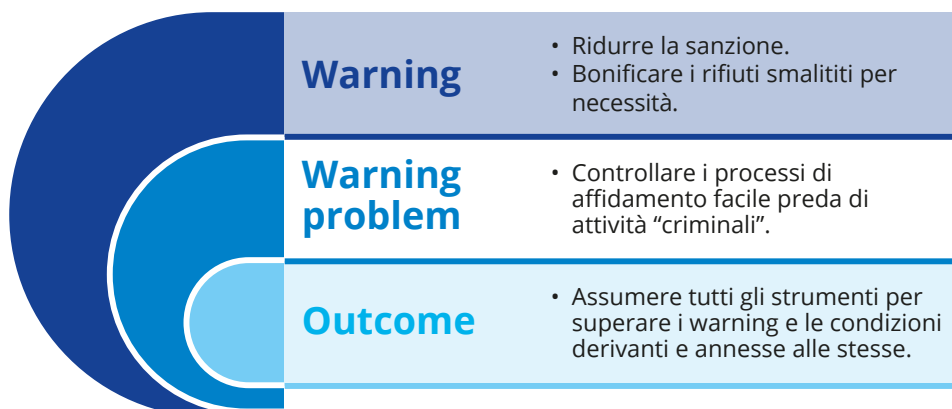 Warning
• Ridurre la sanzione.
• Bonificare i rifiuti smalititi per
necessità.
Warning
problem
• Controllare i processi di
affidamento facile preda di
attività “criminali”.
Outcome
• Assumere tutti gli strumenti per
superare i warning e le condizioni
derivanti e annesse alle stesse.